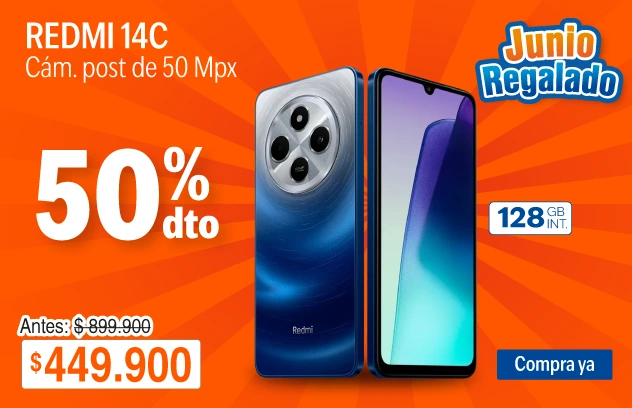 REDMI 14C
Cám. post de 50 Mpx
Junio
Regalado
50% dto
128 GB INT.
Redmi
Antes: $ 899.900
$449.900
Compra ya